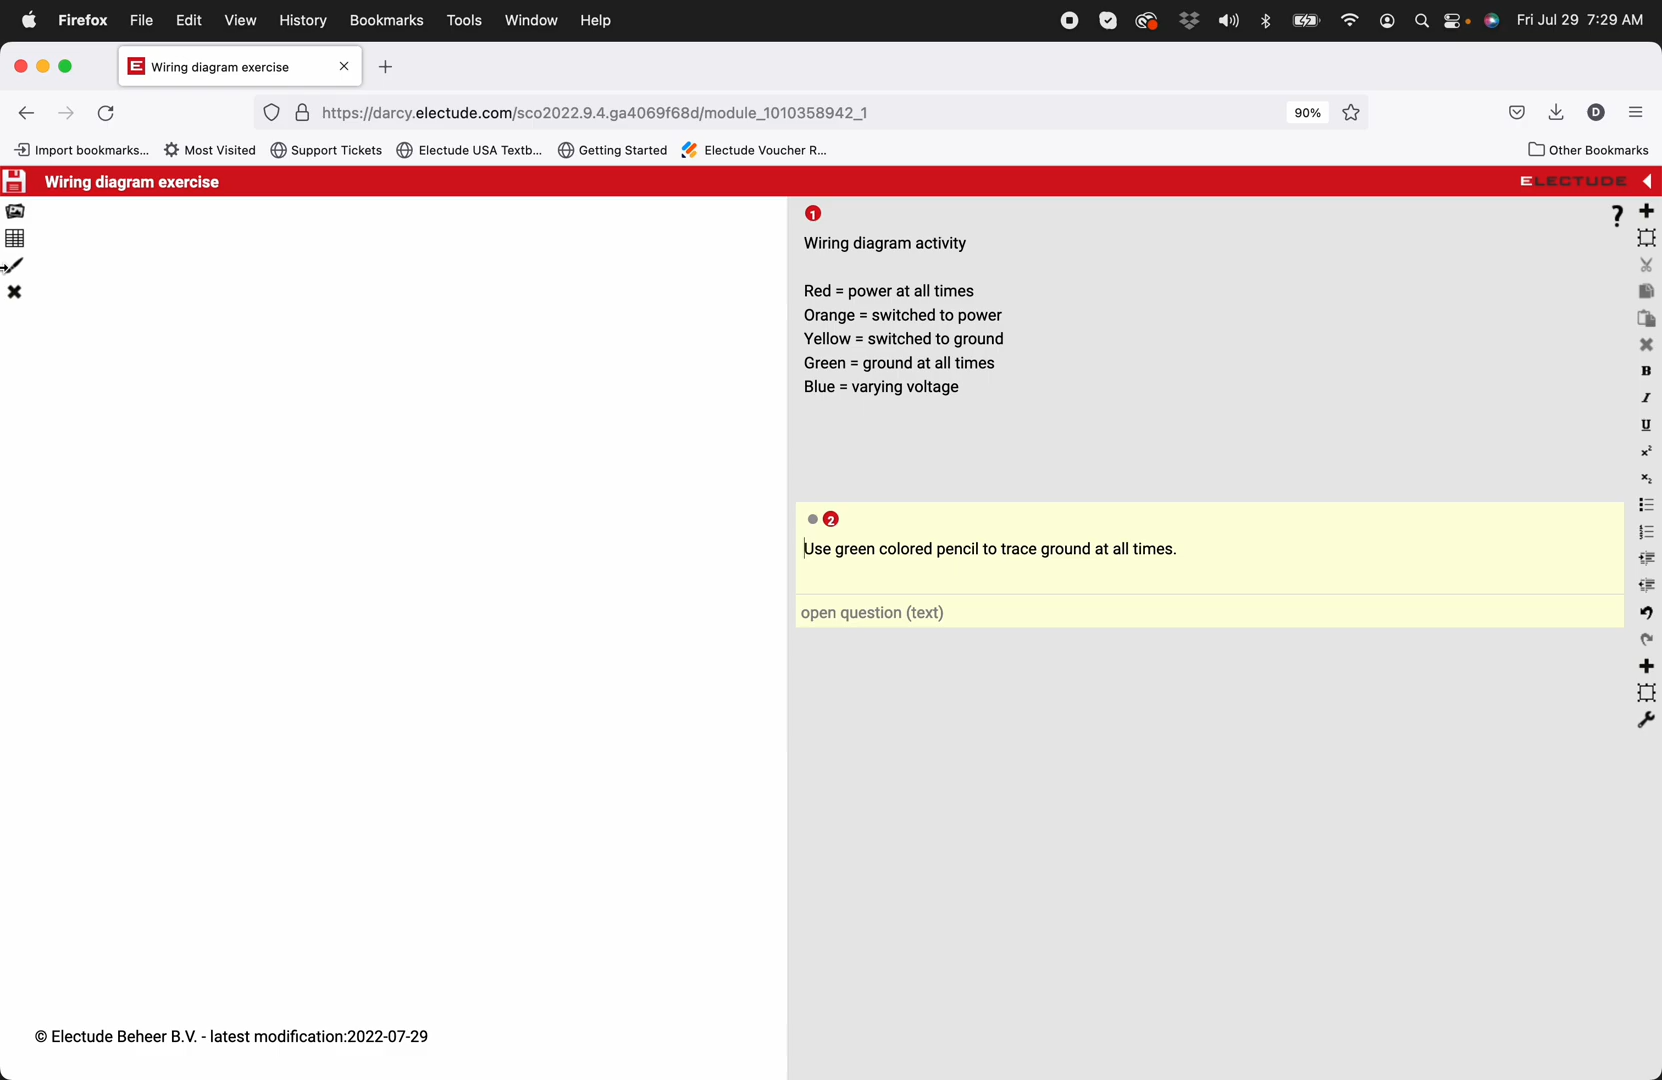 Firefox File Edit View History Bookmarks Tools Window Help Fri Jul 29 7:29 AM
E Wiring diagram exercise
https://darcy.electude.com/sco2022.9.4.ga4069f68d/module_1010358942_1 90% D
Import bookmarks... Most Visited Support Tickets Electude USA Textb... Getting Started Electude Voucher R... Other Bookmarks
Wiring diagram exercise ELECTUDE
1 ?
Wiring diagram activity
Red = power at all times
Orange = switched to power
Yellow = switched to ground
Green = ground at all times
Blue = varying voltage
B
I
U
x²
x₂
2
Use green colored pencil to trace ground at all times.
open question (text)
© Electude Beheer B.V. - latest modification:2022-07-29